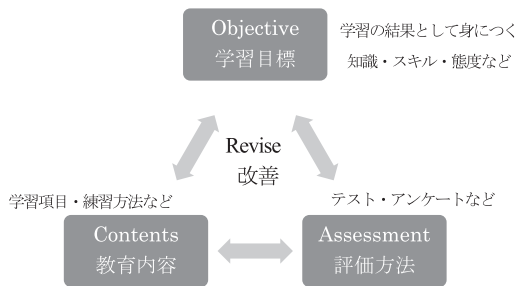 Objective
学習目標
学習の結果として身につく
知識・スキル・態度など
Revise
改善
学習項目・練習方法など
Contents
教育内容
テスト・アンケートなど
Assessment
評価方法